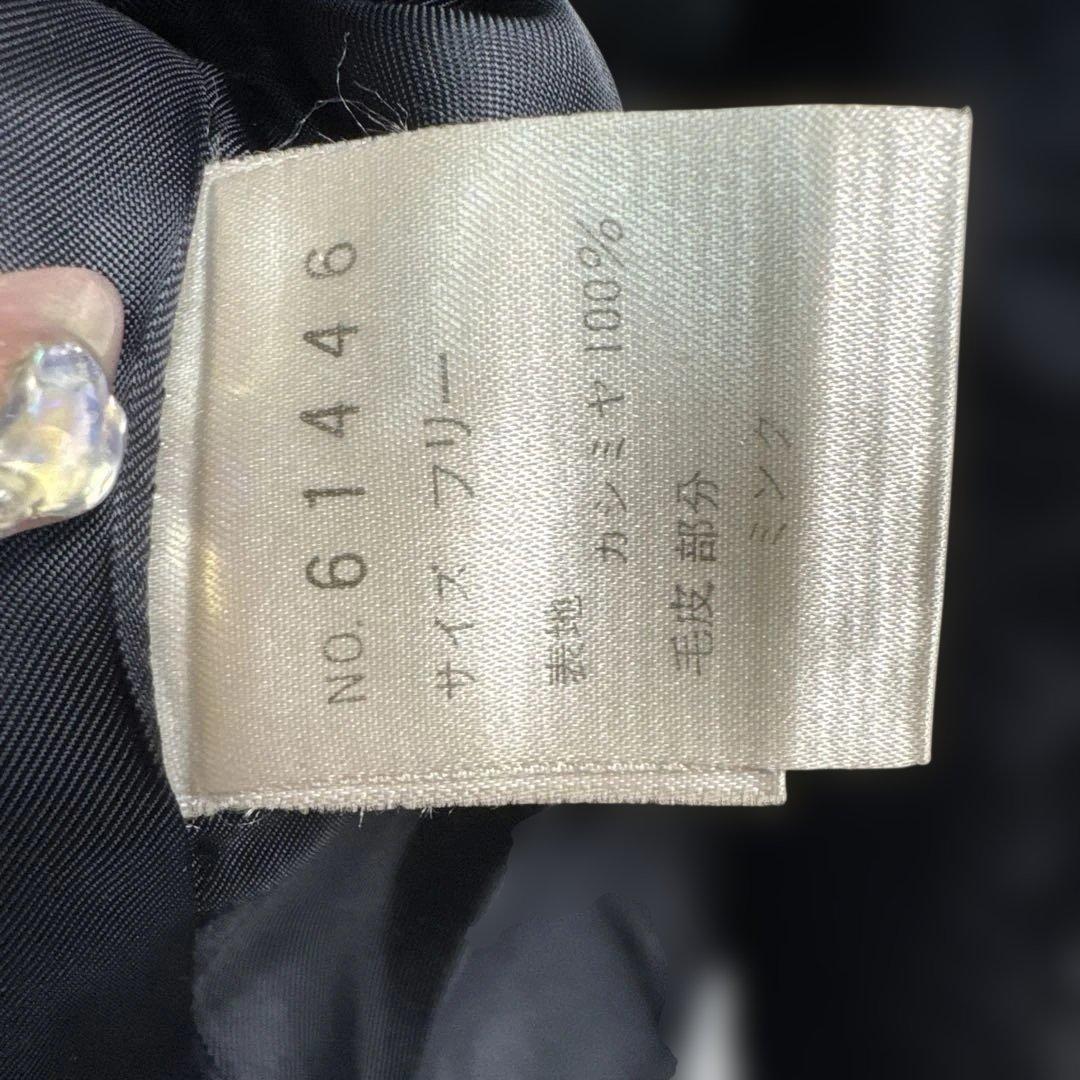 NO. 61446
サイズ フリー
表地
カシミヤ100%
毛皮部分
ミンク